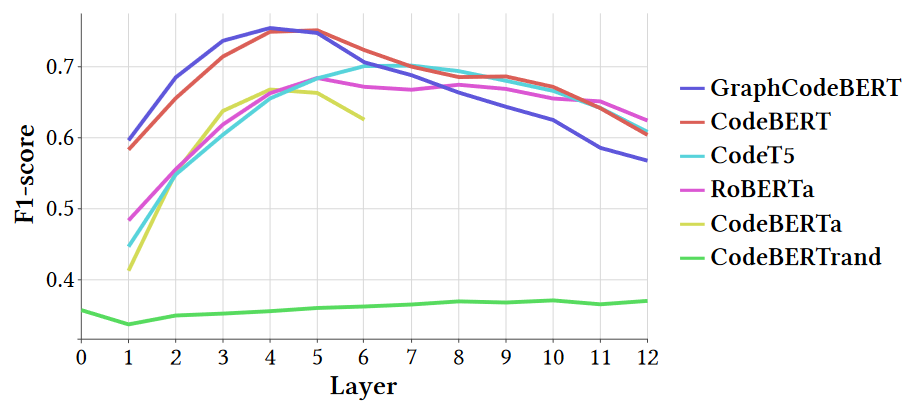 0.7
0.6
0.5
0.4
F1-score
0 1 2 3 4 5 6 7 8 9 10 11 12
Layer
GraphCodeBERT
CodeBERT
CodeT5
RoBERTa
CodeBERTa
CodeBERTrand